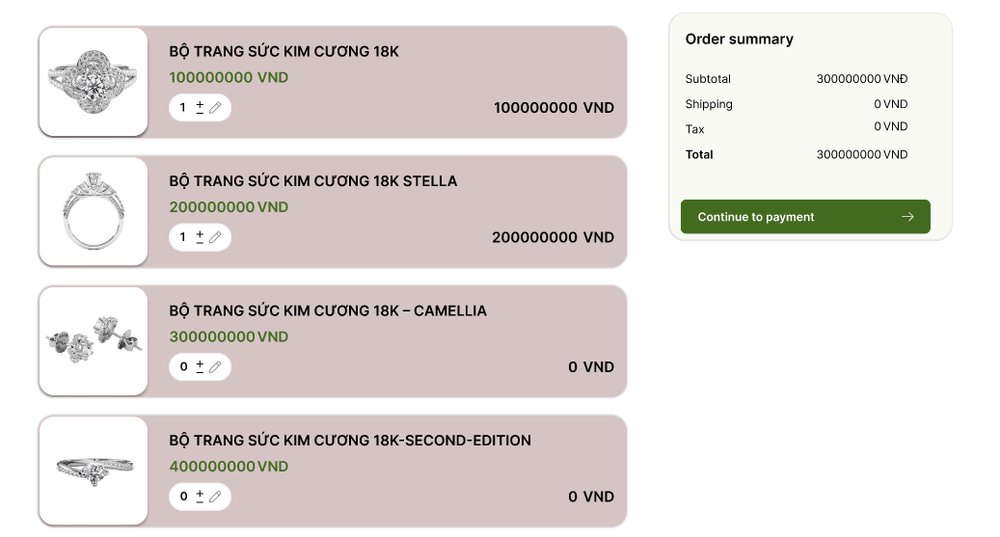 BỘ TRANG SỨC KIM CƯƠNG 18K
100000000 VND
1 + −
100000000 VND
BỘ TRANG SỨC KIM CƯƠNG 18K STELLA
200000000 VND
1 + −
200000000 VND
BỘ TRANG SỨC KIM CƯƠNG 18K – CAMELLIA
300000000 VND
0 + −
0 VND
BỘ TRANG SỨC KIM CƯƠNG 18K-SECOND-EDITION
400000000 VND
0 + −
0 VND
Order summary
Subtotal 300000000 VNĐ
Shipping 0 VND
Tax 0 VND
Total 300000000 VND
Continue to payment →